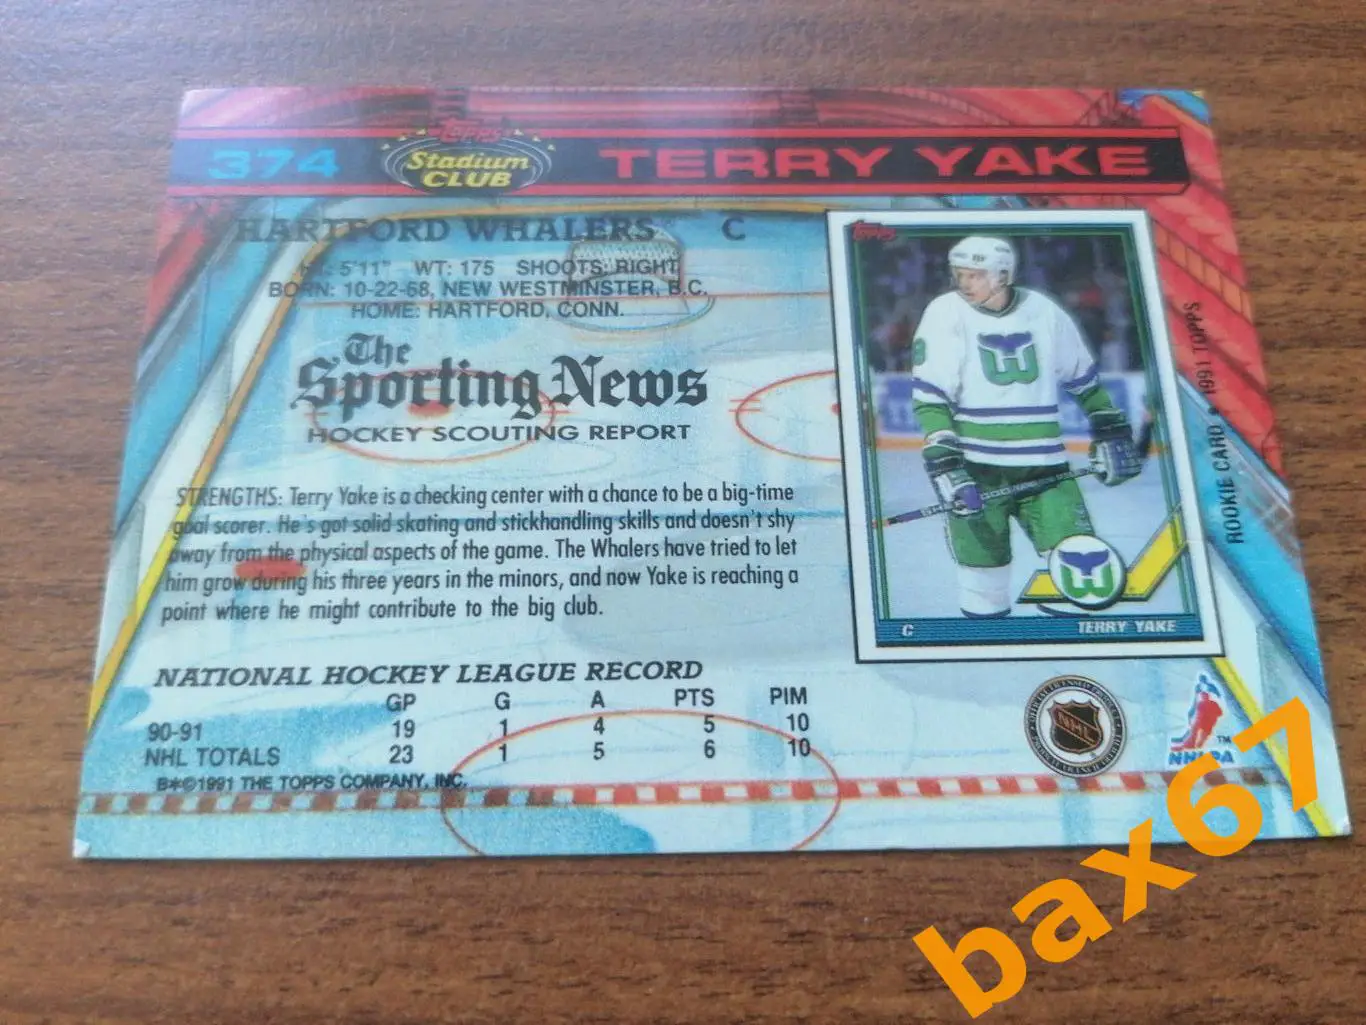 374
Topps
Stadium
CLUB
TERRY YAKE
HARTFORD WHALERS C
HT: 5'11" WT: 175 SHOOTS: RIGHT
BORN: 10-22-68, NEW WESTMINSTER, B.C.
HOME: HARTFORD, CONN.
The
Sporting News
HOCKEY SCOUTING REPORT
STRENGTHS: Terry Yake is a checking center with a chance to be a big-time
goal scorer. He's got solid skating and stickhandling skills and doesn't shy
away from the physical aspects of the game. The Whalers have tried to let
him grow during his three years in the minors, and now Yake is reaching a
point where he might contribute to the big club.
NATIONAL HOCKEY LEAGUE RECORD
GP G A PTS PIM
90-91 19 1 4 5 10
NHL TOTALS 23 1 5 6 10
B*©1991 THE TOPPS COMPANY, INC.
Topps
C TERRY YAKE
ROOKIE CARD © 1991 TOPPS
NHL
NHLPA
TM
bax67